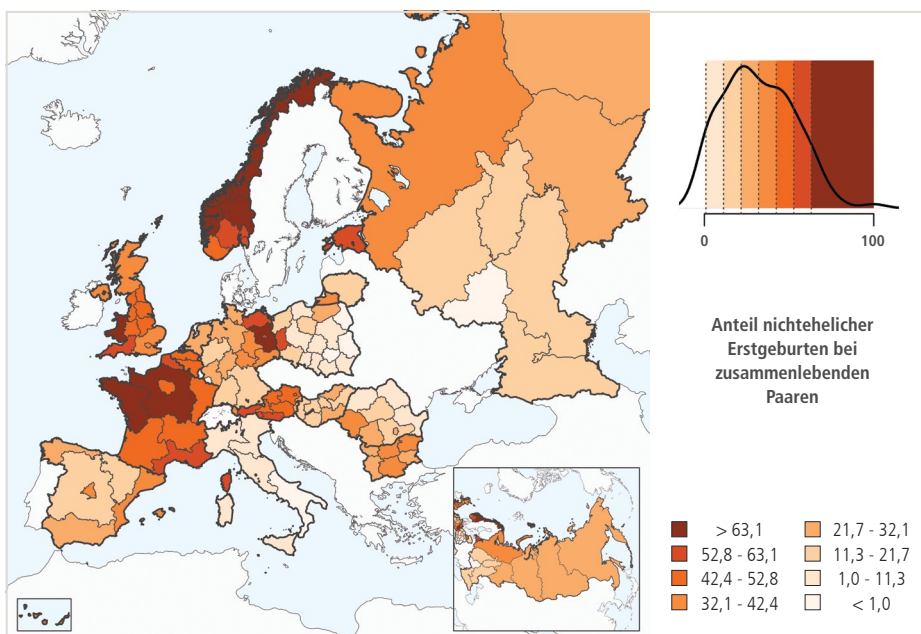 0
100
Anteil nichtehelicher
Erstgeburten bei
zusammenlebenden
Paaren
> 63,1
52,8 - 63,1
42,4 - 52,8
32,1 - 42,4
21,7 - 32,1
11,3 - 21,7
1,0 - 11,3
< 1,0